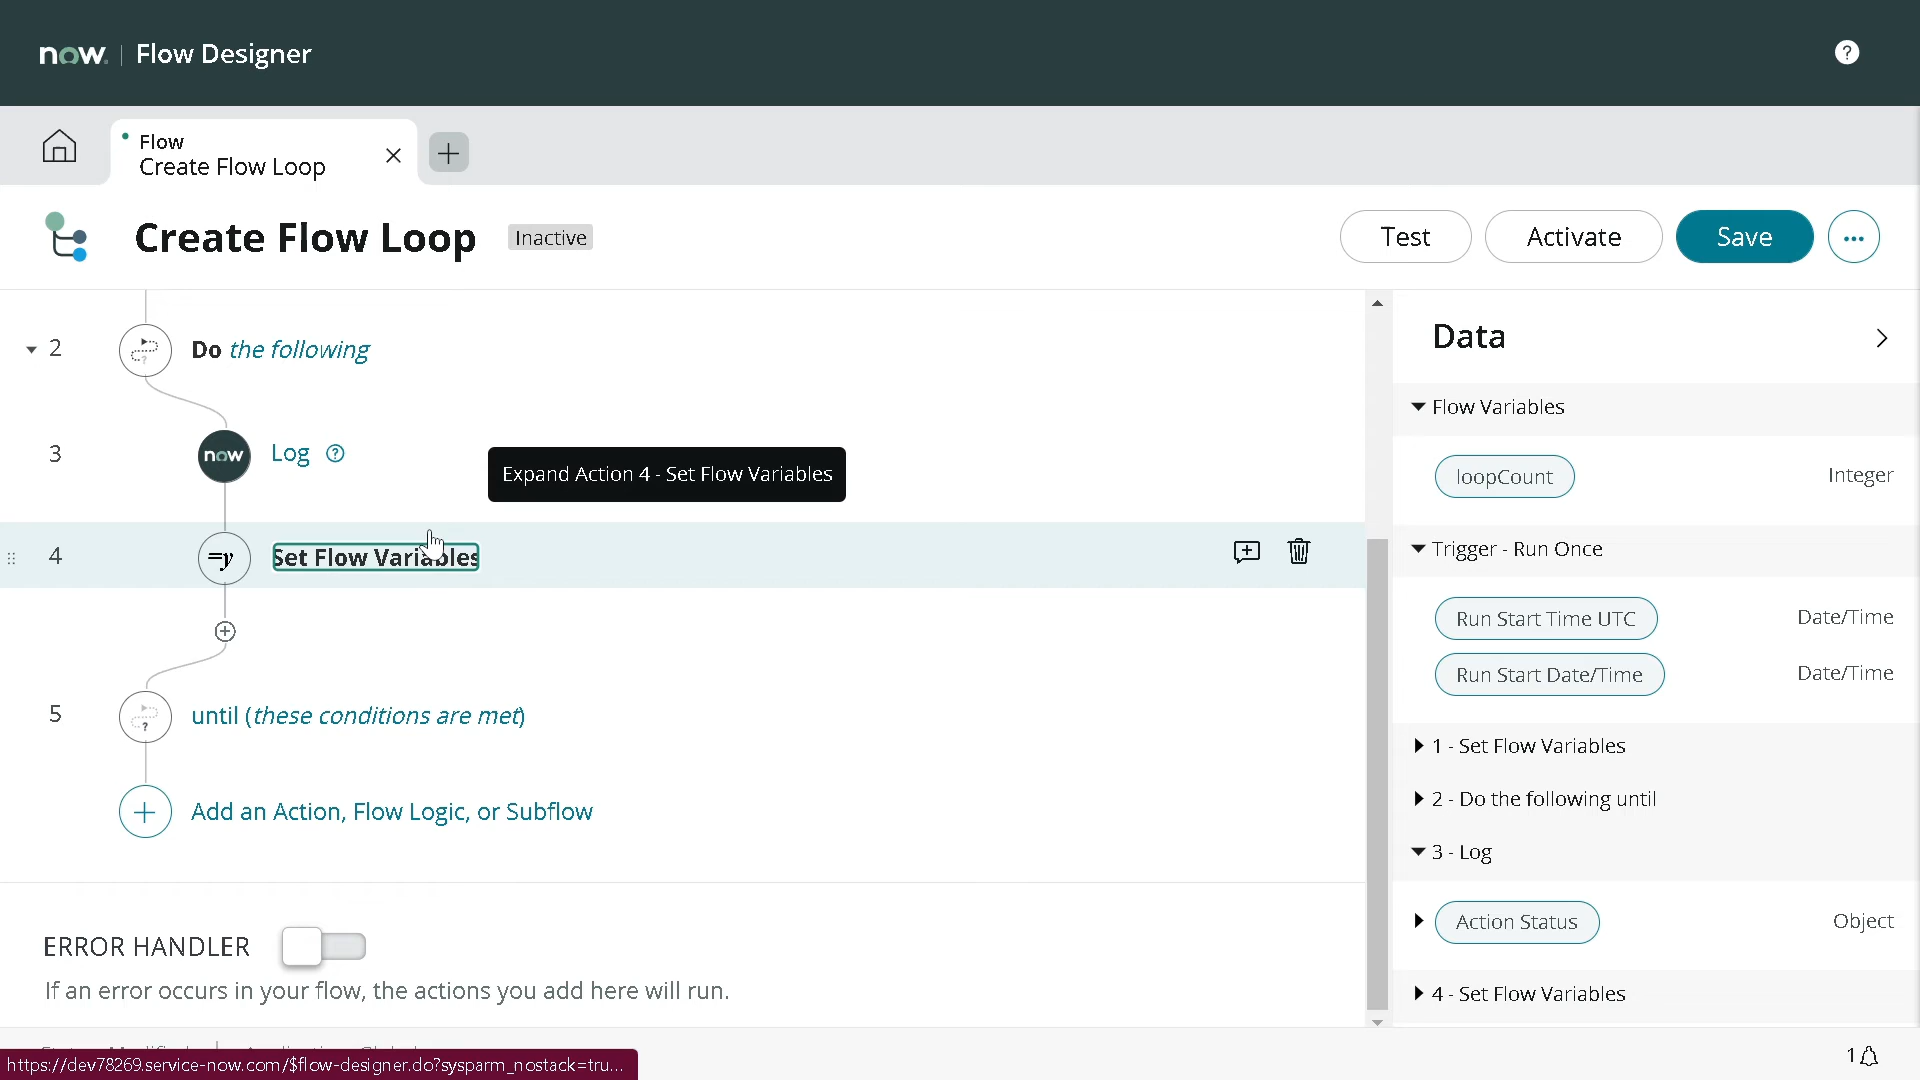 now. | Flow Designer
?
Flow
Create Flow Loop
Create Flow Loop
Inactive
Test
Activate
Save
...
2
Do the following
3
now
Log
?
Expand Action 4 - Set Flow Variables
4
=y
Set Flow Variables
5
?
until (these conditions are met)
Add an Action, Flow Logic, or Subflow
ERROR HANDLER
If an error occurs in your flow, the actions you add here will run.
Data
Flow Variables
loopCount
Integer
Trigger - Run Once
Run Start Time UTC
Date/Time
Run Start Date/Time
Date/Time
1 - Set Flow Variables
2 - Do the following until
3 - Log
Action Status
Object
4 - Set Flow Variables
https://dev78269.service-now.com/$flow-designer.do?sysparm_nostack=tru...
1